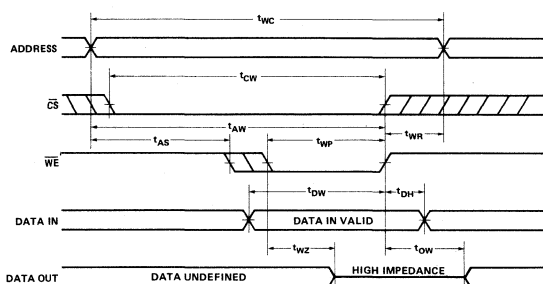 tWC
ADDRESS
tCW
CS
tAW
tWR
tAS
tWP
WE
tDW
tDH
DATA IN
DATA IN VALID
tWZ
tOW
DATA OUT
DATA UNDEFINED
HIGH IMPEDANCE